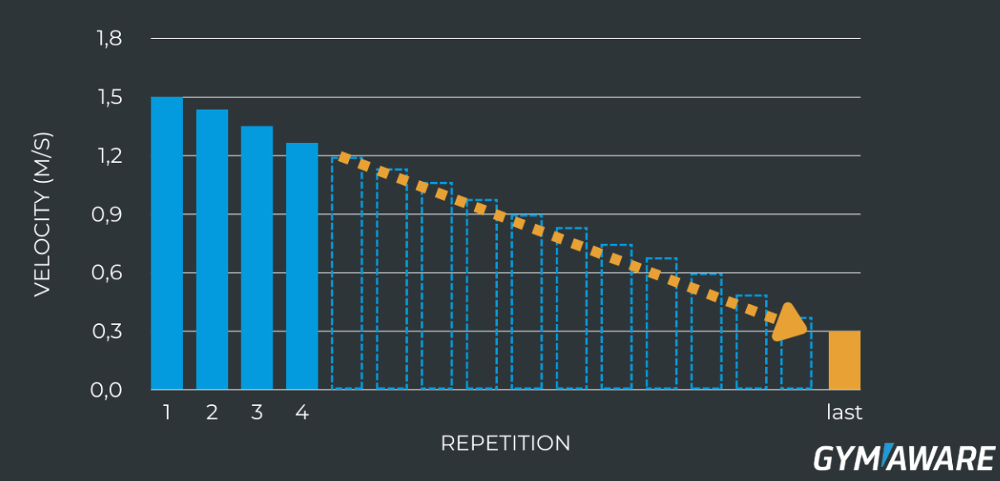 1,8
1,5
1,2
0,9
0,6
0,3
0,0
VELOCITY (M/S)
1 2 3 4 last
REPETITION
GYMAWARE